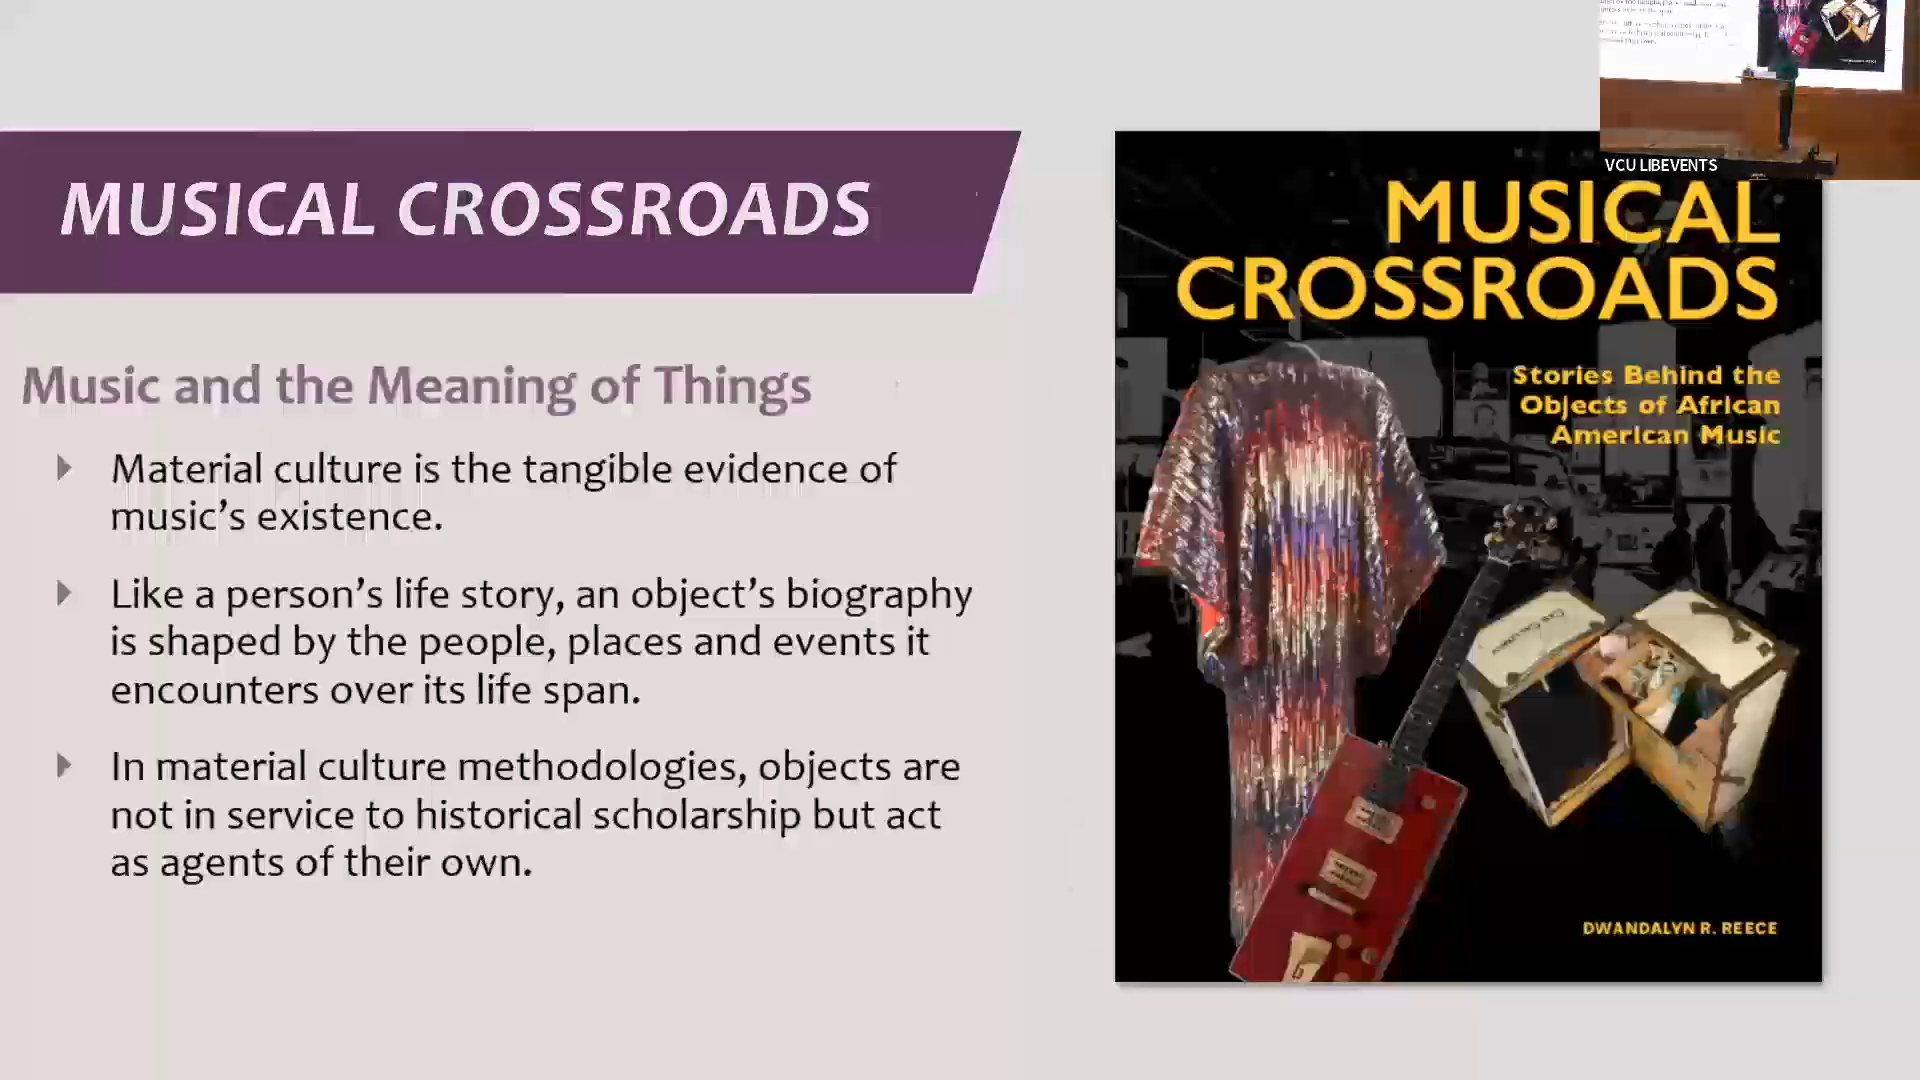 MUSICAL CROSSROADS
Music and the Meaning of Things
Material culture is the tangible evidence of
music’s existence.
Like a person’s life story, an object’s biography
is shaped by the people, places and events it
encounters over its life span.
In material culture methodologies, objects are
not in service to historical scholarship but act
as agents of their own.
VCU LIBEVENTS
MUSICAL
CROSSROADS
Stories Behind the
Objects of African
American Music
DWANDALYN R. REECE